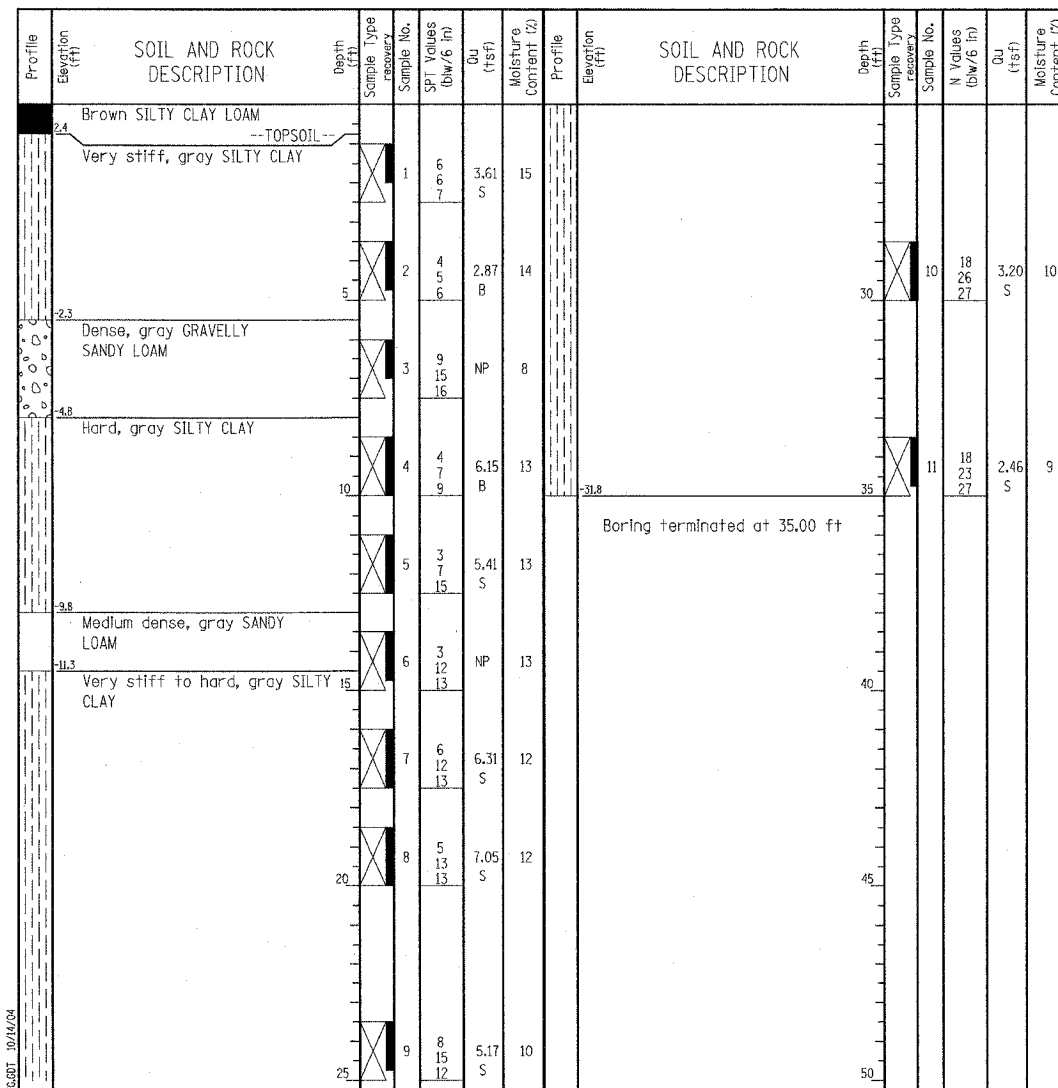 Profile
Elevation (ft)
SOIL AND ROCK DESCRIPTION
Depth (ft)
Sample Type recovery
Sample No.
SPT Values (blw/6 in)
Qu (tsf)
Moisture Content (%)
Profile
Elevation (ft)
SOIL AND ROCK DESCRIPTION
Depth (ft)
Sample Type recovery
Sample No.
N Values (blw/6 in)
Qu (tsf)
Moisture Content (%)
Brown SILTY CLAY LOAM
2.4 --TOPSOIL--
Very stiff, gray SILTY CLAY
1 6 6 7 3.61 S 15
2 4 5 6 2.87 B 14
5
-2.3
Dense, gray GRAVELLY
SANDY LOAM
3 9 15 16 NP 8
-4.8
Hard, gray SILTY CLAY
4 4 7 9 6.15 B 13
10
5 3 7 15 5.41 S 13
-9.8
Medium dense, gray SANDY
LOAM
6 3 12 13 NP 13
-11.3
Very stiff to hard, gray SILTY 15
CLAY
7 6 12 13 6.31 S 12
8 5 13 13 7.05 S 12
20
9 8 15 12 5.17 S 10
25
10 18 26 27 3.20 S 10
30
11 18 23 27 2.46 S 9
-31.8 35
Boring terminated at 35.00 ft
40
45
50
G.GDT 10/14/04